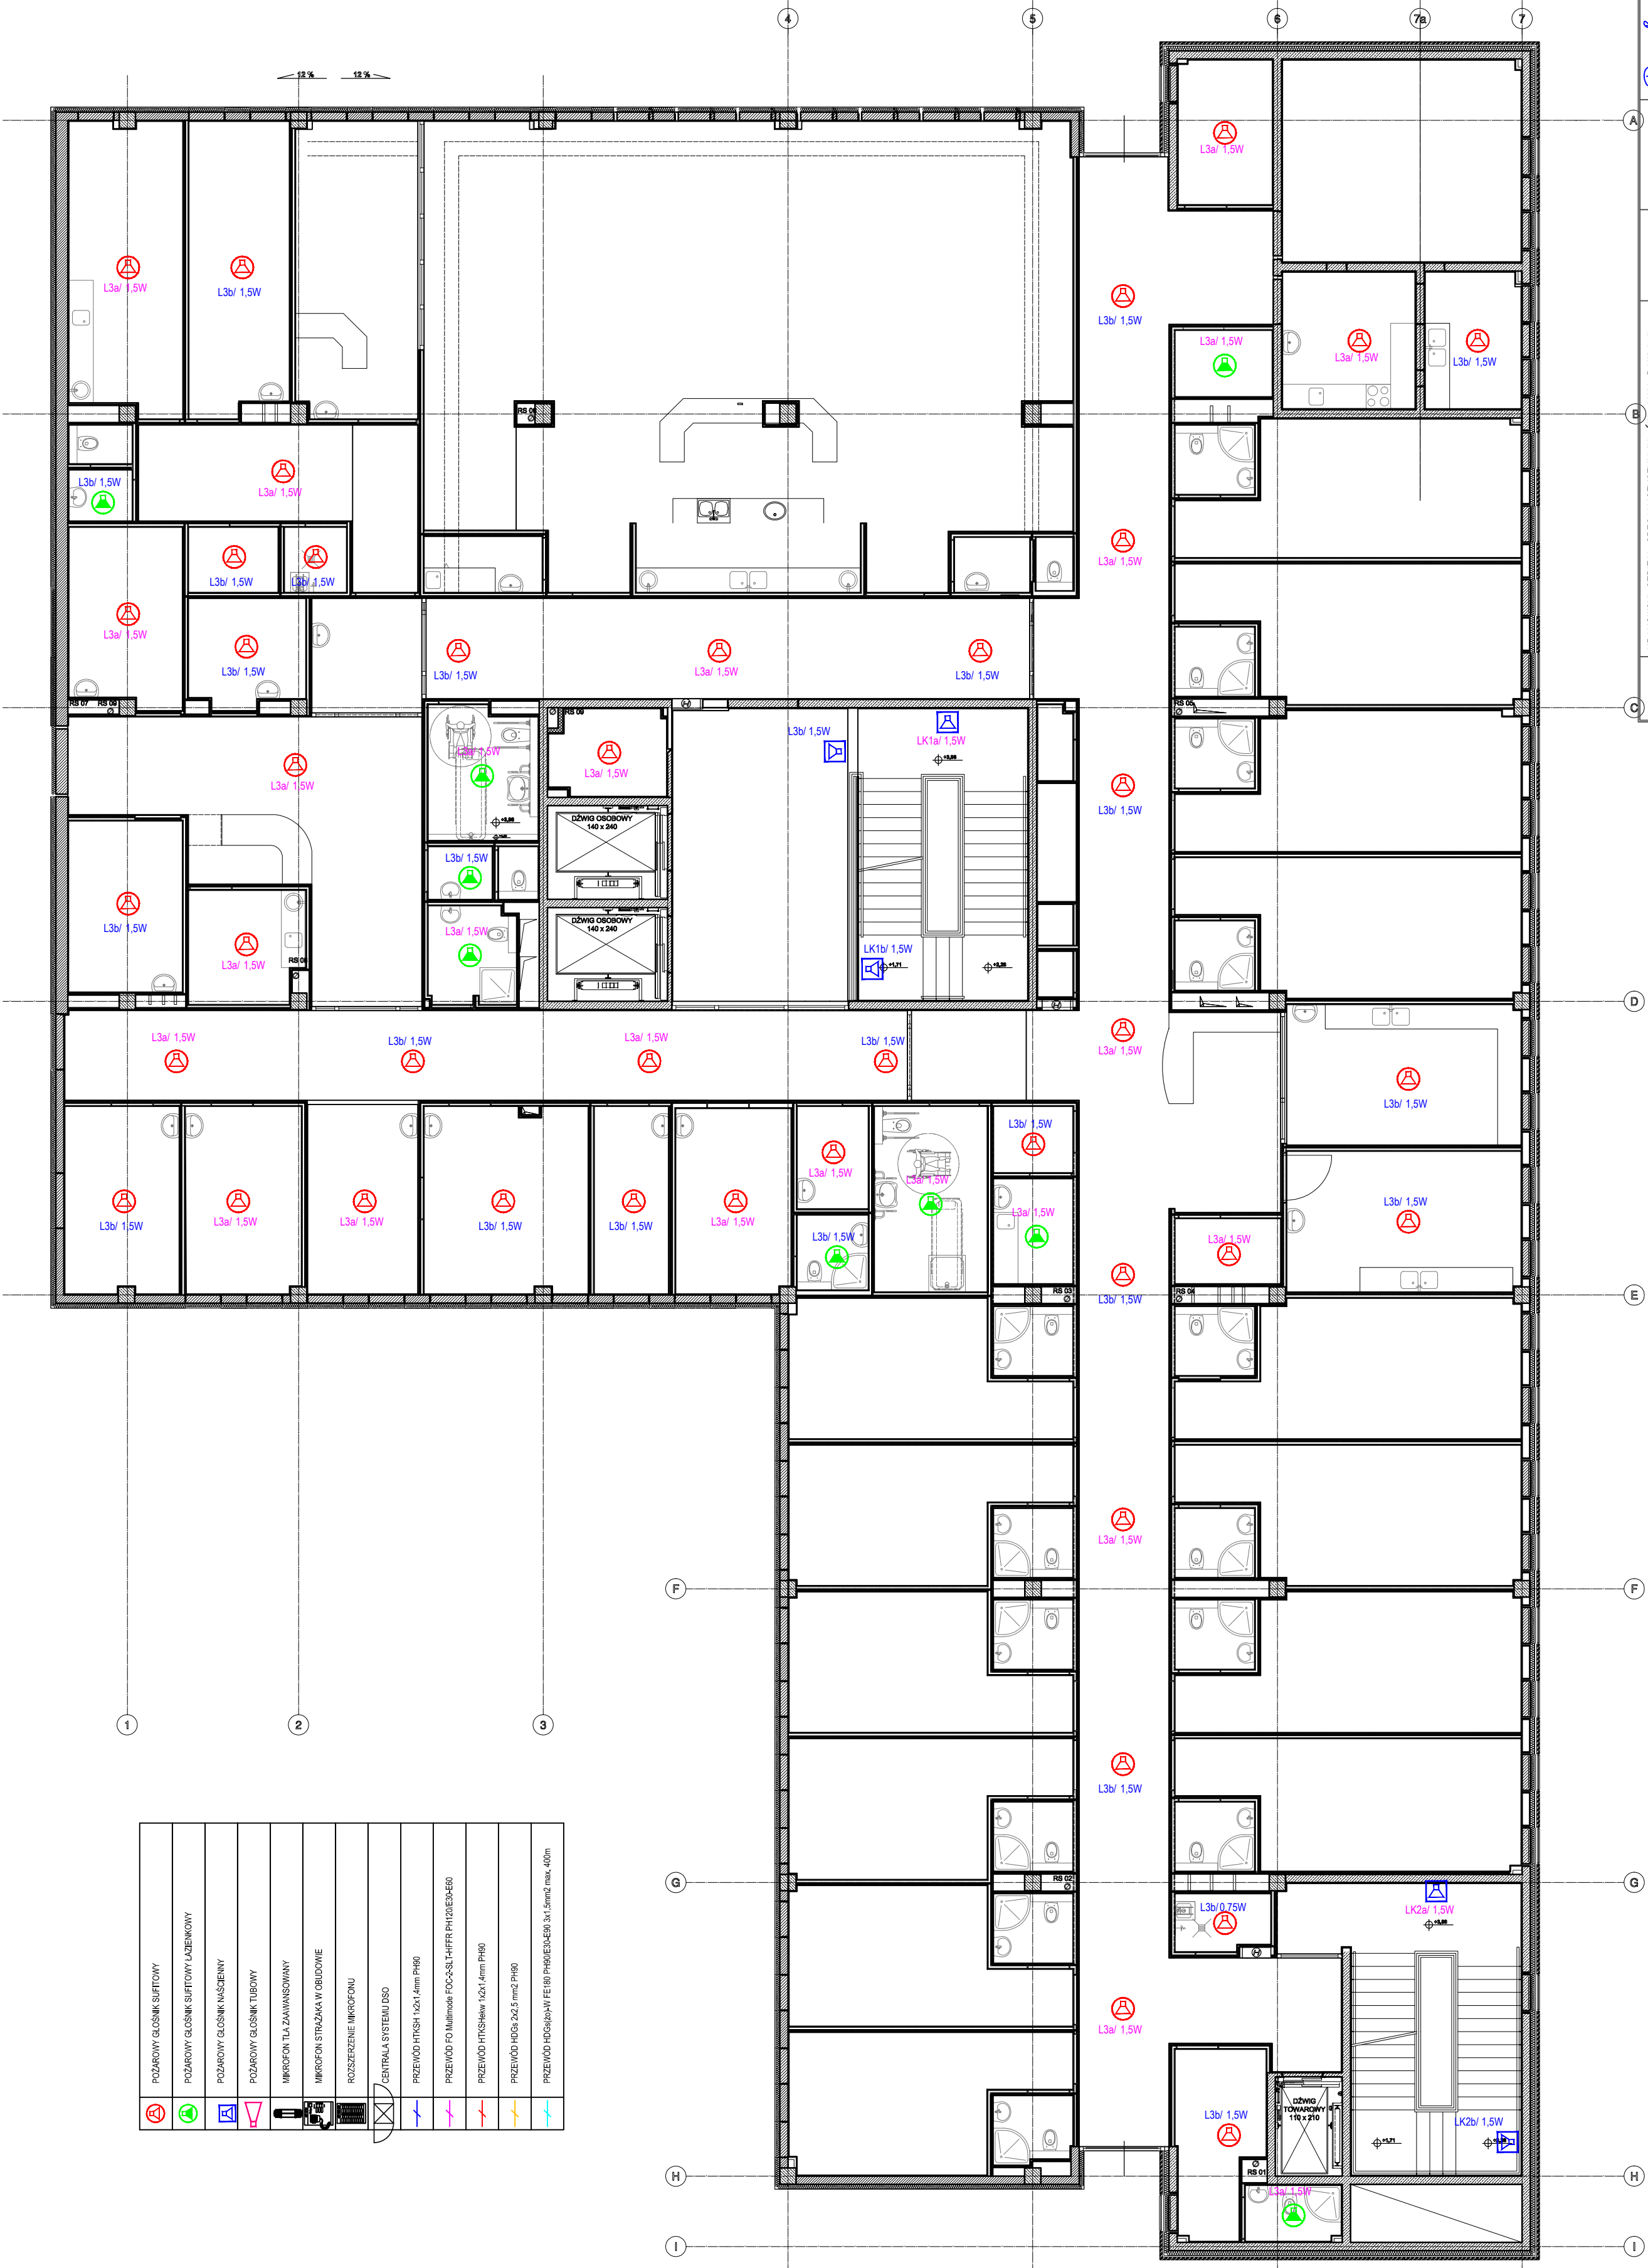 4
5
6
7a
7
12 %
12 %
A
L3a/ 1,5W
L3a/ 1,5W
L3b/ 1,5W
L3b/ 1,5W
L3a/ 1,5W
L3a/ 1,5W
L3b/ 1,5W
B
L3b/ 1,5W
L3a/ 1,5W
L3a/ 1,5W
L3b/ 1,5W
L3b/ 1,5W
L3a/ 1,5W
L3b/ 1,5W
L3b/ 1,5W
L3a/ 1,5W
L3b/ 1,5W
RS 07
RS 09
RS 09
RS 05
C
L3a/ 1,5W
L3b/ 1,5W
LK1a/ 1,5W
L3a/ 1,5W
L3a/ 1,5W
L3b/ 1,5W
DŹWIG OSOBOWY
140 x 240
L3b/ 1,5W
L3b/ 1,5W
L3a/ 1,5W
DŹWIG OSOBOWY
140 x 240
LK1b/ 1,5W
+1,71
L3a/ 1,5W
D
L3a/ 1,5W
L3b/ 1,5W
L3a/ 1,5W
L3b/ 1,5W
L3a/ 1,5W
L3b/ 1,5W
L3b/ 1,5W
L3a/ 1,5W
L3a/ 1,5W
L3b/ 1,5W
L3a/ 1,5W
L3b/ 1,5W
L3a/ 1,5W
L3a/ 1,5W
L3b/ 1,5W
L3b/ 1,5W
L3a/ 1,5W
L3b/ 1,5W
L3a/ 1,5W
RS 03
RS 04
L3b/ 1,5W
E
L3a/ 1,5W
F
F
1
2
3
L3b/ 1,5W
G
RS 02
G
L3b/0,75W
LK2a/ 1,5W
L3a/ 1,5W
DŹWIG
TOWAROWY
110 x 210
L3b/ 1,5W
LK2b/ 1,5W
+1,71
H
RS 01
H
L3a/ 1,5W
I
I
POŻAROWY GŁOŚNIK SUFITOWY
POŻAROWY GŁOŚNIK SUFITOWY ŁAZIENKOWY
POŻAROWY GŁOŚNIK NAŚCIENNY
POŻAROWY GŁOŚNIK TUBOWY
MIKROFON TLA ZAAWANSOWANY
MIKROFON STRAŻAKA W OBUDOWIE
ROZSZERZENIE MIKROFONU
CENTRALA SYSTEMU DSO
PRZEWÓD HTKSH 1x2x1,4mm PH90
PRZEWÓD FO Multimode FOC-2-SLT-HFFR PH120/E30-E60
PRZEWÓD HTKSHekw 1x2x1,4mm PH90
PRZEWÓD HDGs 2x2,5 mm2 PH90
PRZEWÓD HDGs(żo)-W FE180 PH90/E30-E90 3x1,5mm2 max. 400m